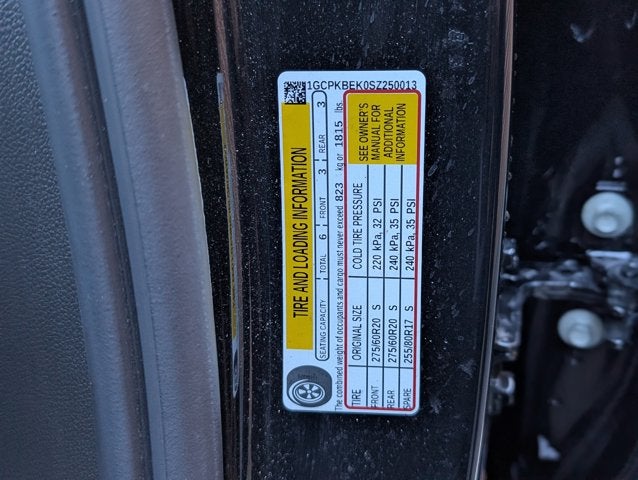 1GCPKBEK0SZ250013
TIRE AND LOADING INFORMATION
SEATING CAPACITY TOTAL 6 FRONT 3 REAR 3
The combined weight of occupants and cargo must never exceed 823 kg or 1815 lbs.
TIRE ORIGINAL SIZE COLD TIRE PRESSURE SEE OWNER'S MANUAL FOR ADDITIONAL INFORMATION
FRONT 275/60R20 S 220 kPa, 32 PSI
REAR 275/60R20 S 240 kPa, 35 PSI
SPARE 255/80R17 S 240 kPa, 35 PSI